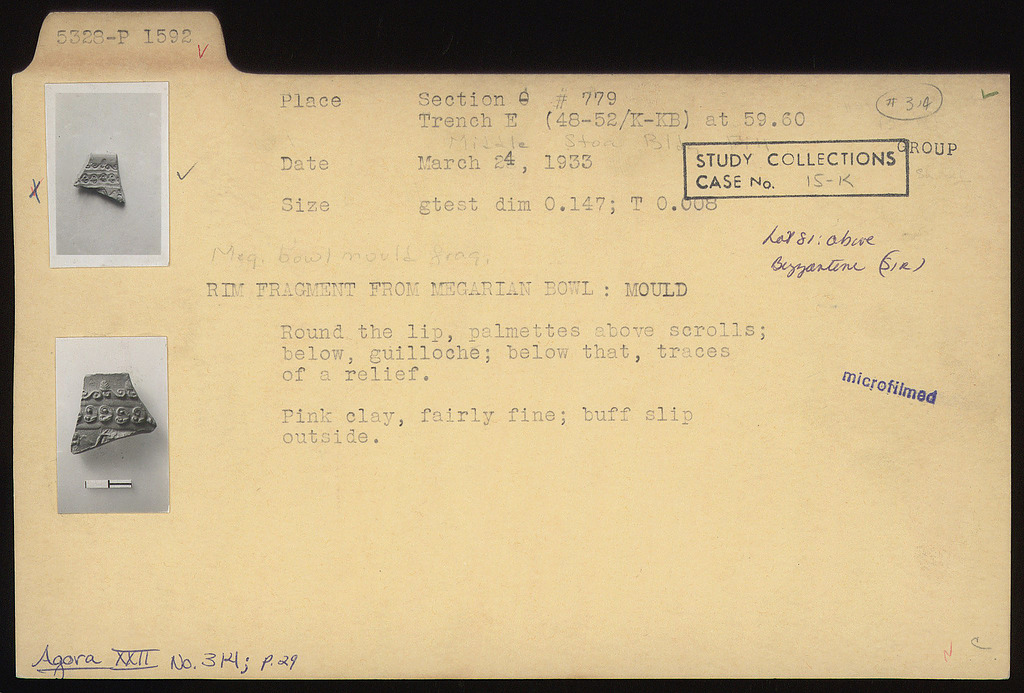 5328-P 1592
Place Section Θ # 779
Trench E (48-52/K-KB) at 59.60
Middle Stoa
Date March 24, 1933
Size gtest dim 0.147; T 0.008
# 314
GROUP
STUDY COLLECTIONS
CASE No. 15-K
Lot 81: above
Byzantine (SIR)
Meg. bowl mould frag.
RIM FRAGMENT FROM MEGARIAN BOWL: MOULD
Round the lip, palmettes above scrolls;
below, guilloche; below that, traces
of a relief.
Pink clay, fairly fine; buff slip
outside.
microfilmed
Agora XXII No. 314; p. 29
C